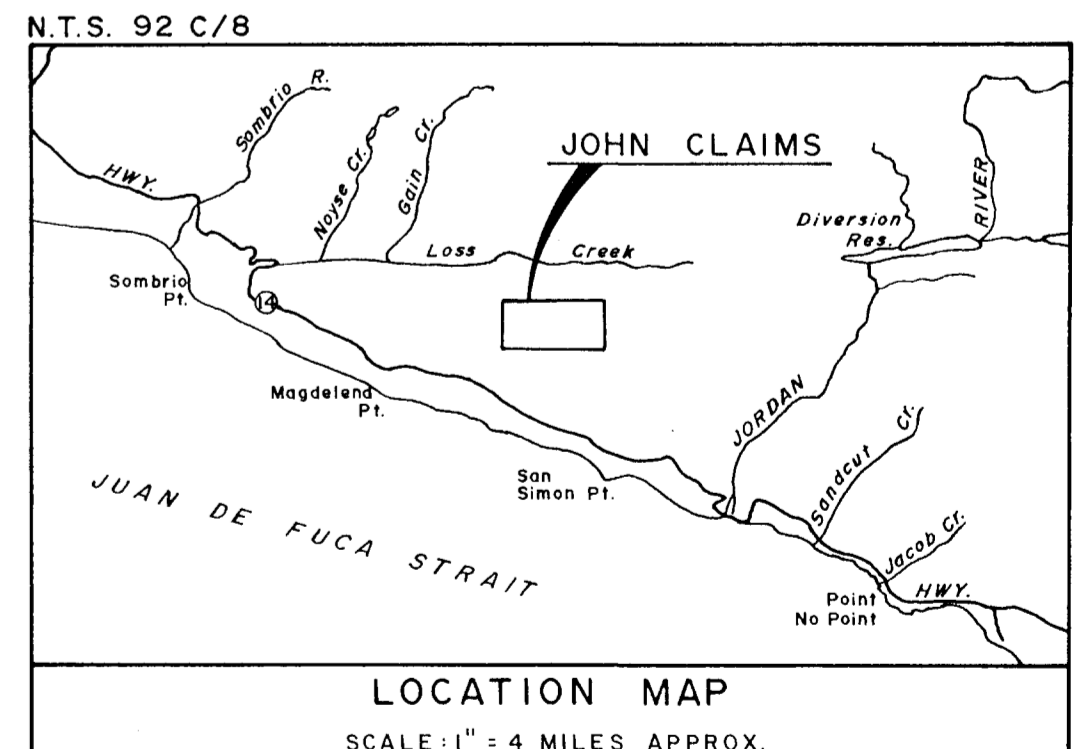 N.T.S. 92 C/8
Sombrio R.
HWY.
Noyse Cr.
Gain Cr.
JOHN CLAIMS
Diversion
Res.
RIVER
Loss Creek
Sombrio
Pt.
14
Magdelend
Pt.
JORDAN
Sandcut Cr.
San
Simon Pt.
JUAN DE FUCA STRAIT
Jacob Cr.
HWY.
Point
No Point
LOCATION MAP
SCALE : 1" = 4 MILES APPROX.